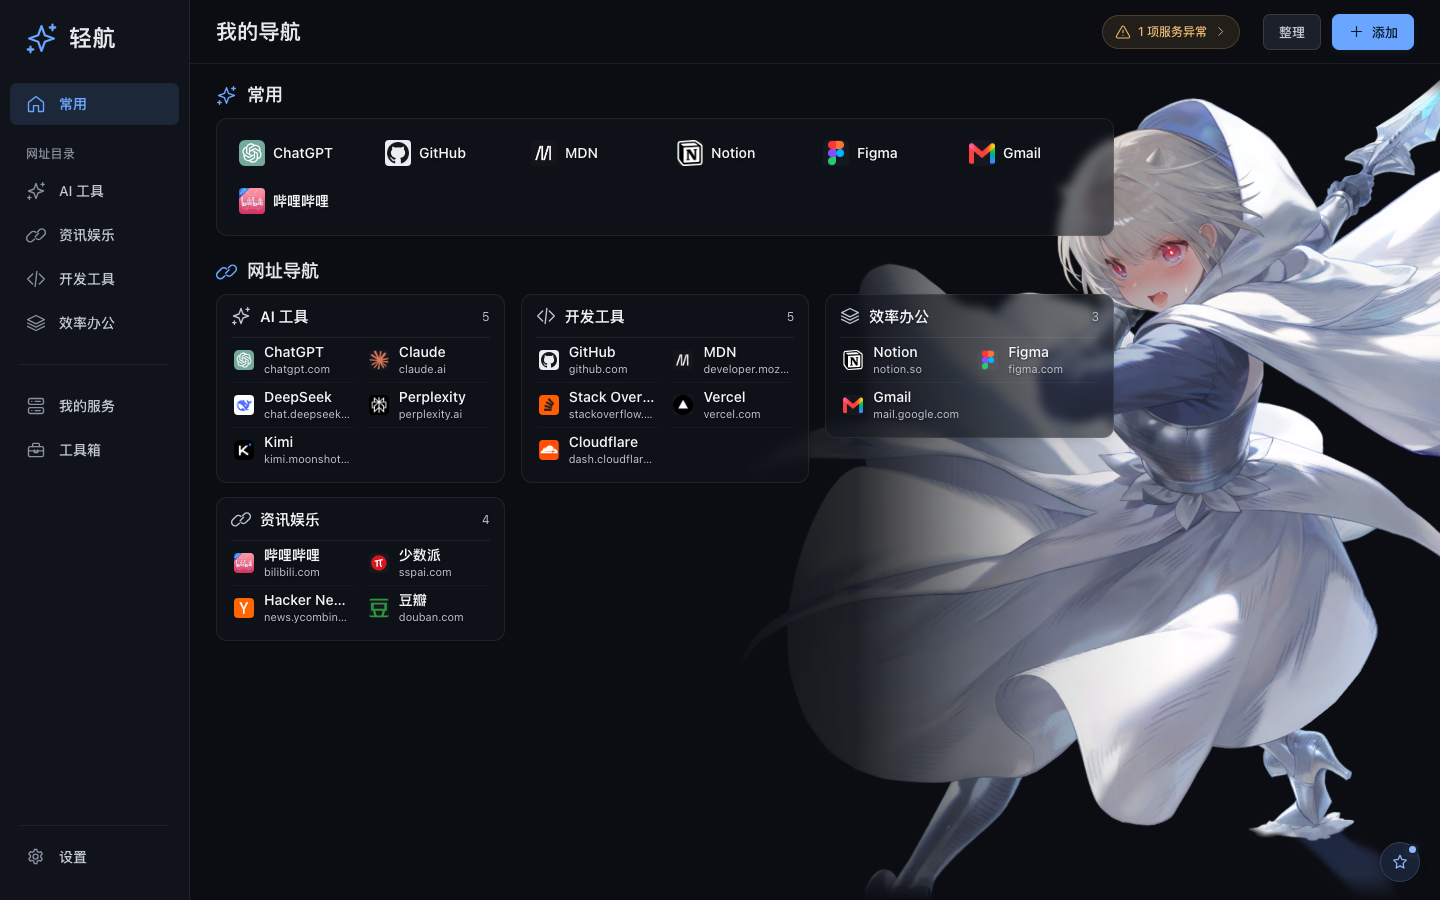 轻航
常用
网址目录
AI 工具
资讯娱乐
开发工具
效率办公
我的服务
工具箱
设置
我的导航
1 项服务异常
整理
添加
常用
ChatGPT
GitHub
MDN
Notion
Figma
Gmail
哔哩哔哩
网址导航
AI 工具
5
ChatGPT
chatgpt.com
Claude
claude.ai
DeepSeek
chat.deepseek...
Perplexity
perplexity.ai
Kimi
kimi.moonshot...
开发工具
5
GitHub
github.com
MDN
developer.moz...
Stack Over...
stackoverflow....
Vercel
vercel.com
Cloudflare
dash.cloudflar...
效率办公
3
Notion
notion.so
Figma
figma.com
Gmail
mail.google.com
资讯娱乐
4
哔哩哔哩
bilibili.com
少数派
sspai.com
Hacker Ne...
news.ycombin...
豆瓣
douban.com